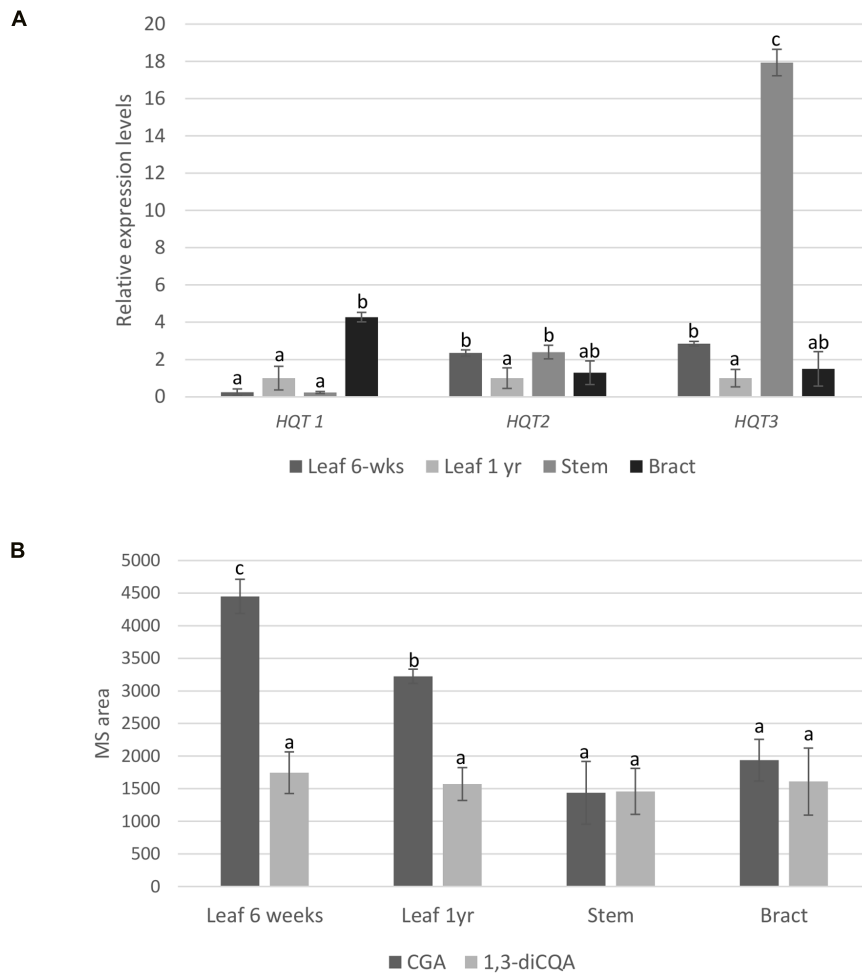 A
Relative expression levels
20
18
16
14
12
10
8
6
4
2
0
a
a
a
b
b
a
b
ab
b
a
c
ab
HQT 1
HQT2
HQT3
Leaf 6-wks
Leaf 1 yr
Stem
Bract
B
MS area
5000
4500
4000
3500
3000
2500
2000
1500
1000
500
0
c
a
b
a
a
a
a
a
Leaf 6 weeks
Leaf 1yr
Stem
Bract
CGA
1,3-diCQA